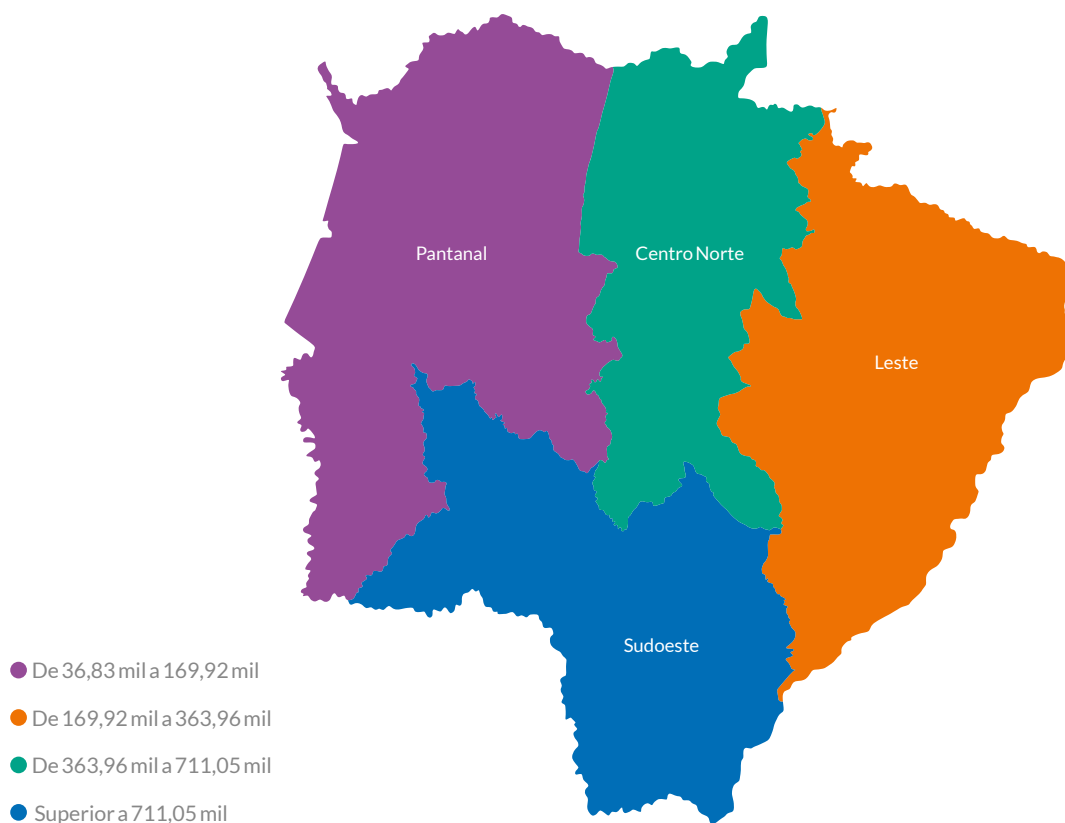 Pantanal
Centro Norte
Leste
Sudoeste
De 36,83 mil a 169,92 mil
De 169,92 mil a 363,96 mil
De 363,96 mil a 711,05 mil
Superior a 711,05 mil